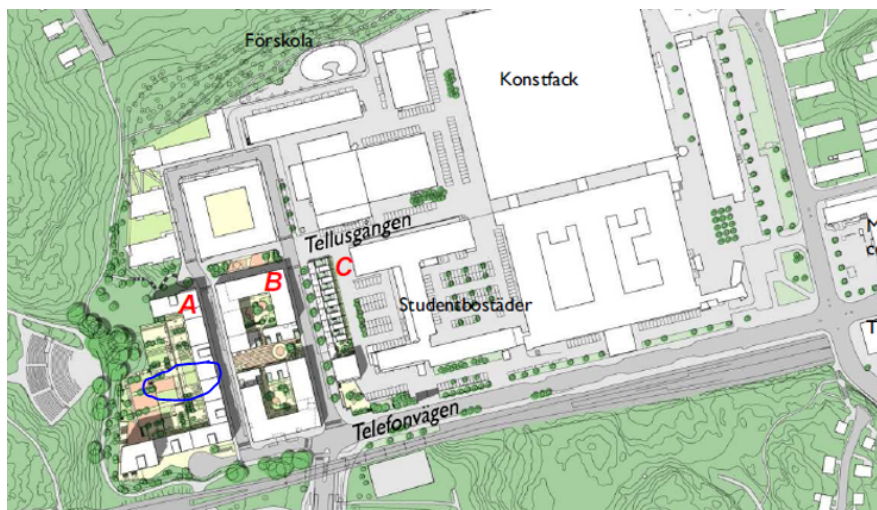 Förskola
Konstfack
Tellusgången
A
B
C
Studentbostäder
Telefonvägen
M
T